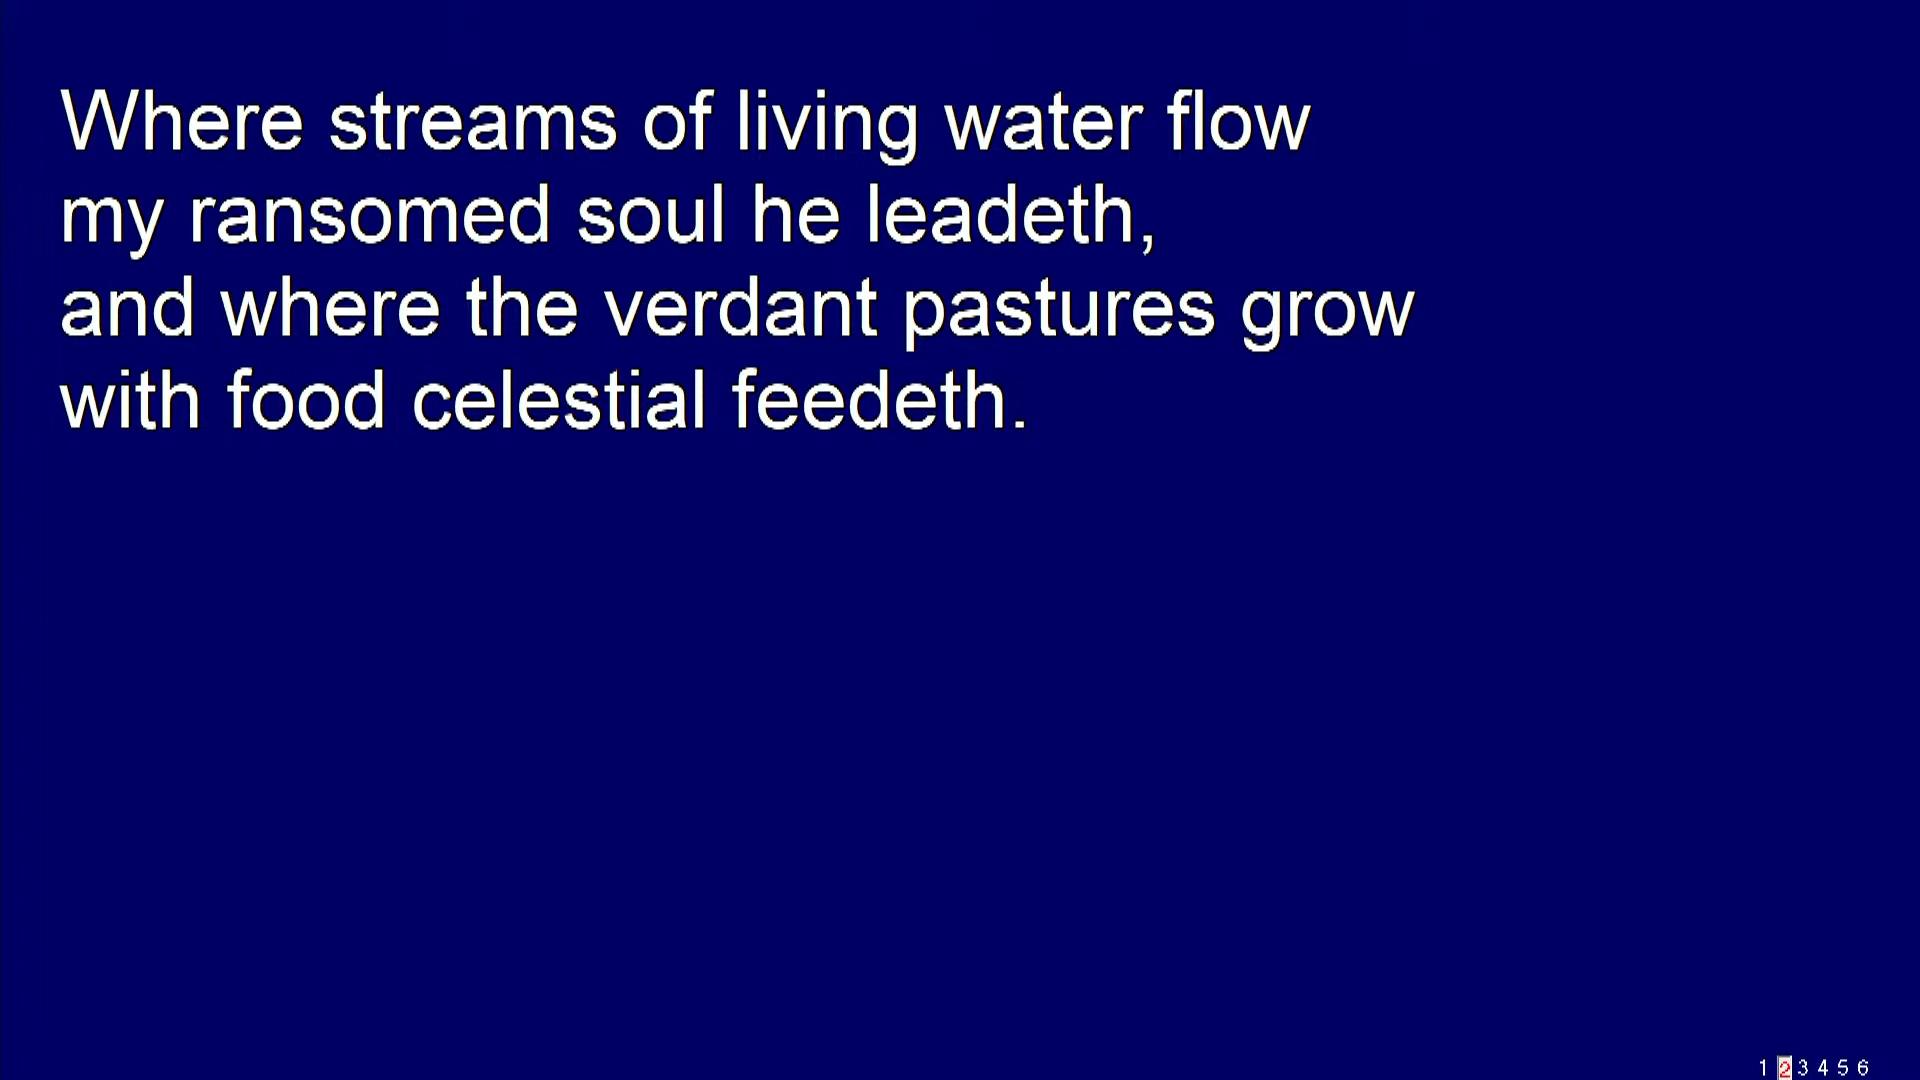 Where streams of living water flow
my ransomed soul he leadeth,
and where the verdant pastures grow
with food celestial feedeth.
1 2 3 4 5 6